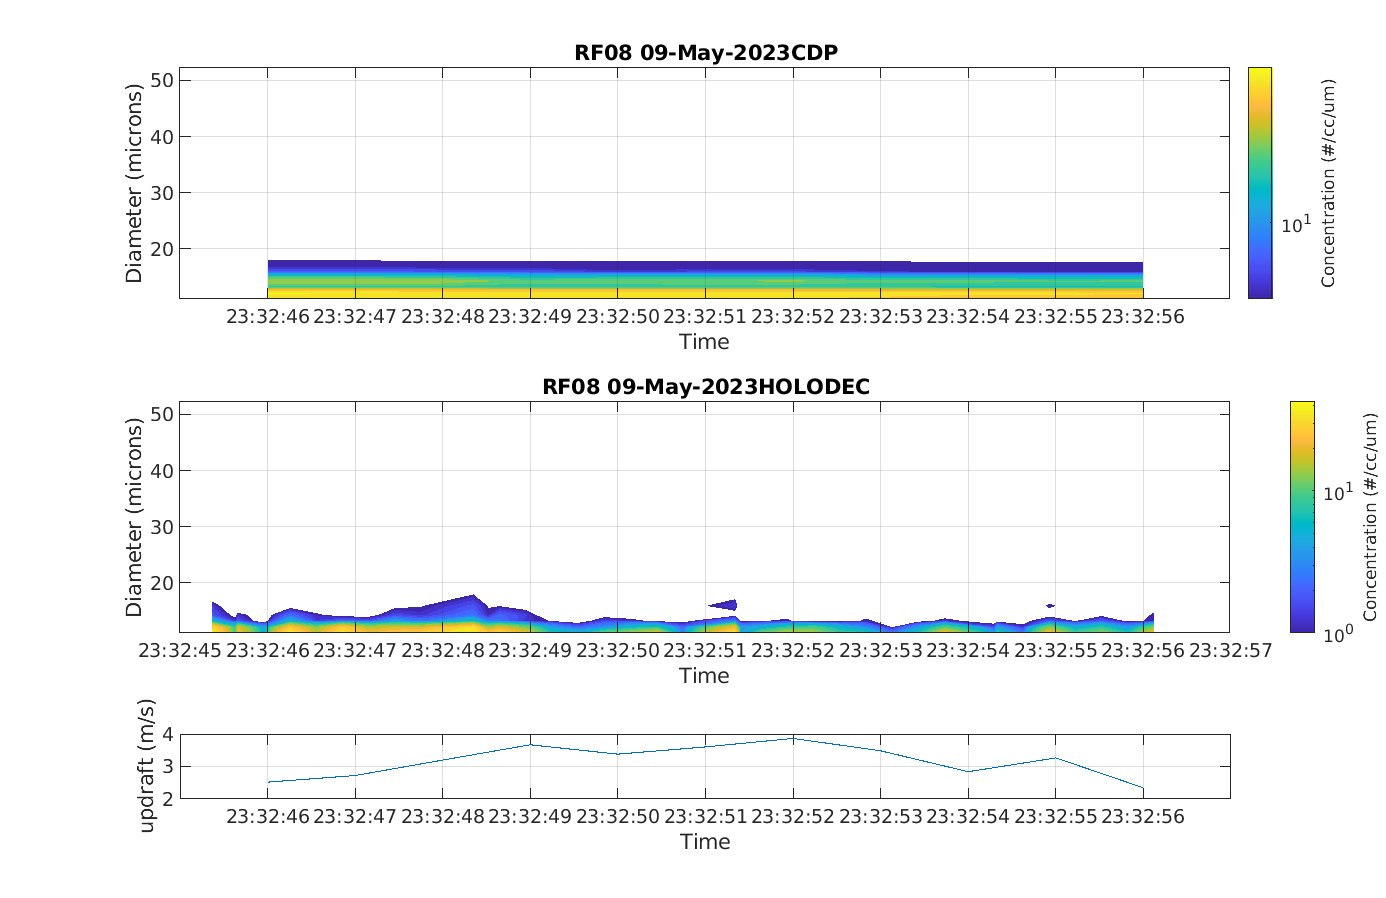 RF08 09-May-2023CDP
Diameter (microns)
50
40
30
20
23:32:46 23:32:47 23:32:48 23:32:49 23:32:50 23:32:51 23:32:52 23:32:53 23:32:54 23:32:55 23:32:56
Time
10¹
Concentration (#/cc/um)
RF08 09-May-2023HOLODEC
Diameter (microns)
50
40
30
20
23:32:45 23:32:46 23:32:47 23:32:48 23:32:49 23:32:50 23:32:51 23:32:52 23:32:53 23:32:54 23:32:55 23:32:56 23:32:57
Time
10¹
10⁰
Concentration (#/cc/um)
updraft (m/s)
4
3
2
23:32:46 23:32:47 23:32:48 23:32:49 23:32:50 23:32:51 23:32:52 23:32:53 23:32:54 23:32:55 23:32:56
Time